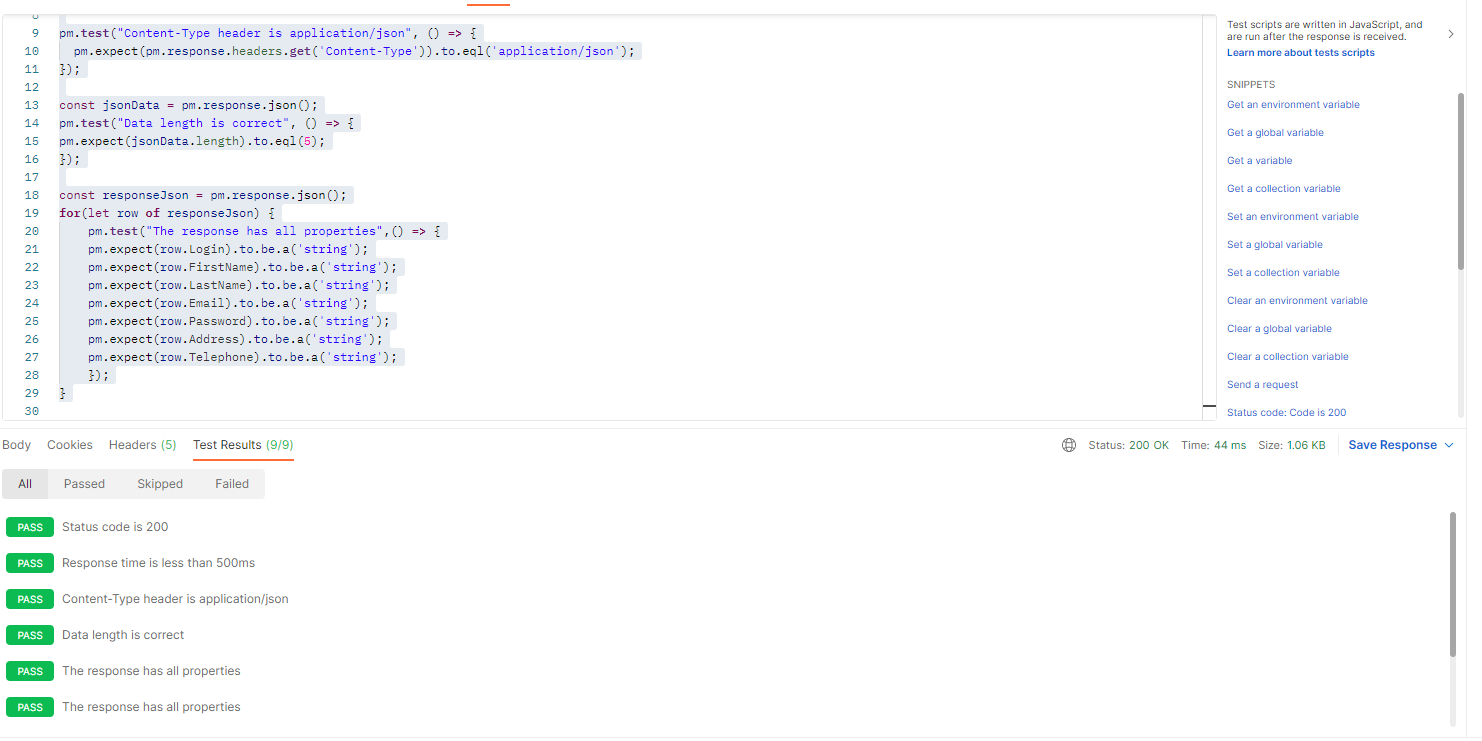 8
9 pm.test("Content-Type header is application/json", () => {
10 pm.expect(pm.response.headers.get('Content-Type')).to.eql('application/json');
11 });
12
13 const jsonData = pm.response.json();
14 pm.test("Data length is correct", () => {
15 pm.expect(jsonData.length).to.eql(5);
16 });
17
18 const responseJson = pm.response.json();
19 for(let row of responseJson) {
20 pm.test("The response has all properties",() => {
21 pm.expect(row.Login).to.be.a('string');
22 pm.expect(row.FirstName).to.be.a('string');
23 pm.expect(row.LastName).to.be.a('string');
24 pm.expect(row.Email).to.be.a('string');
25 pm.expect(row.Password).to.be.a('string');
26 pm.expect(row.Address).to.be.a('string');
27 pm.expect(row.Telephone).to.be.a('string');
28 });
29 }
30
Test scripts are written in JavaScript, and
are run after the response is received.
Learn more about tests scripts
SNIPPETS
Get an environment variable
Get a global variable
Get a variable
Get a collection variable
Set an environment variable
Set a global variable
Set a collection variable
Clear an environment variable
Clear a global variable
Clear a collection variable
Send a request
Status code: Code is 200
Body Cookies Headers (5) Test Results (9/9) Status: 200 OK Time: 44 ms Size: 1.06 KB Save Response
All Passed Skipped Failed
PASS Status code is 200
PASS Response time is less than 500ms
PASS Content-Type header is application/json
PASS Data length is correct
PASS The response has all properties
PASS The response has all properties